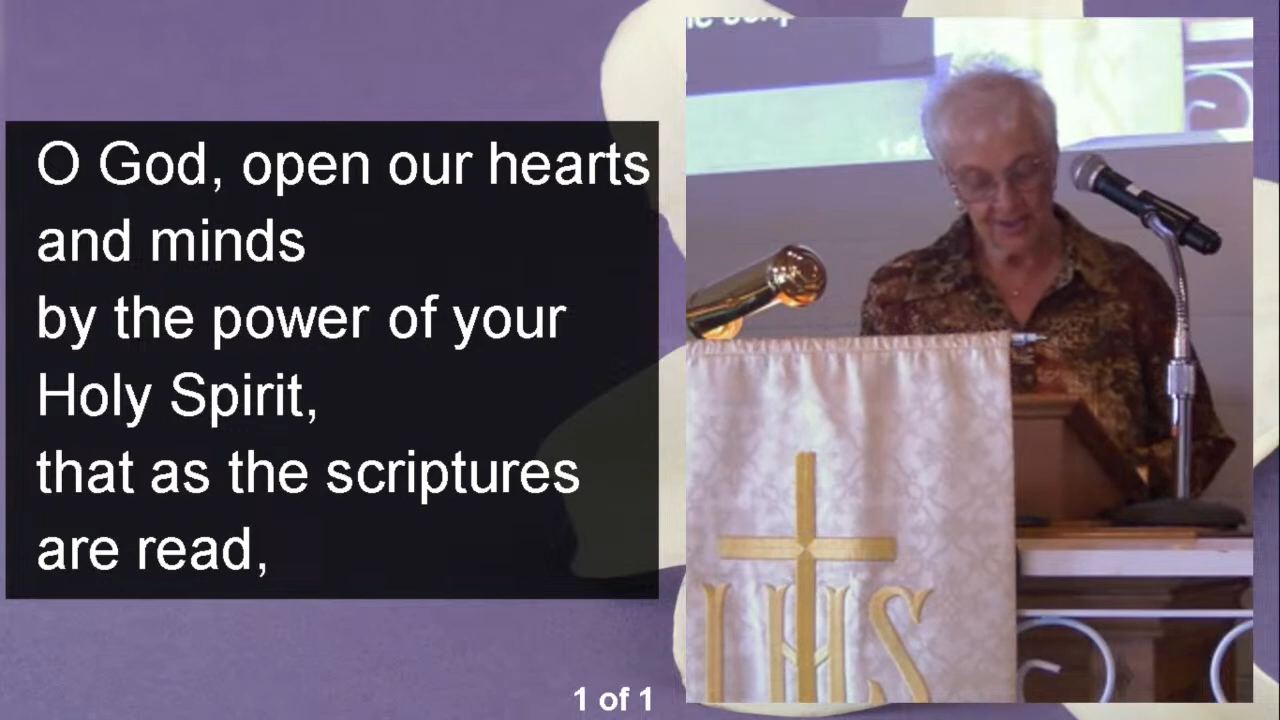 O God, open our hearts
and minds
by the power of your
Holy Spirit,
that as the scriptures
are read,
1 of 1
IHS